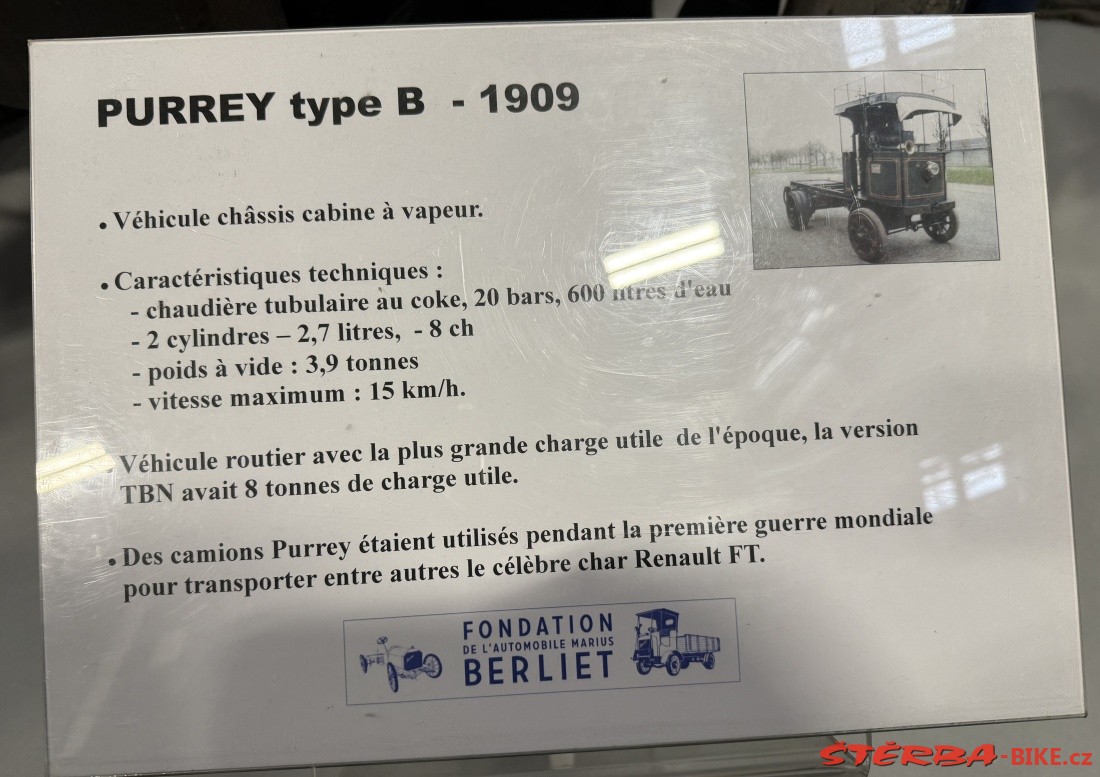 PURREY type B - 1909
• Véhicule châssis cabine à vapeur.
• Caractéristiques techniques :
- chaudière tubulaire au coke, 20 bars, 600 litres d'eau
- 2 cylindres – 2,7 litres, - 8 ch
- poids à vide : 3,9 tonnes
- vitesse maximum : 15 km/h.
• Véhicule routier avec la plus grande charge utile de l'époque, la version
TBN avait 8 tonnes de charge utile.
• Des camions Purrey étaient utilisés pendant la première guerre mondiale
pour transporter entre autres le célèbre char Renault FT.
FONDATION
DE L'AUTOMOBILE MARIUS
BERLIET
ŠTĚRBA-BIKE.cz